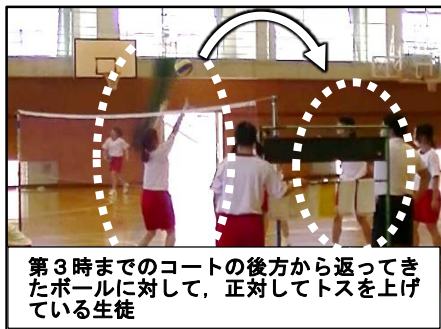 第３時までのコートの後方から返ってき
たボールに対して，正対してトスを上げ
ている生徒